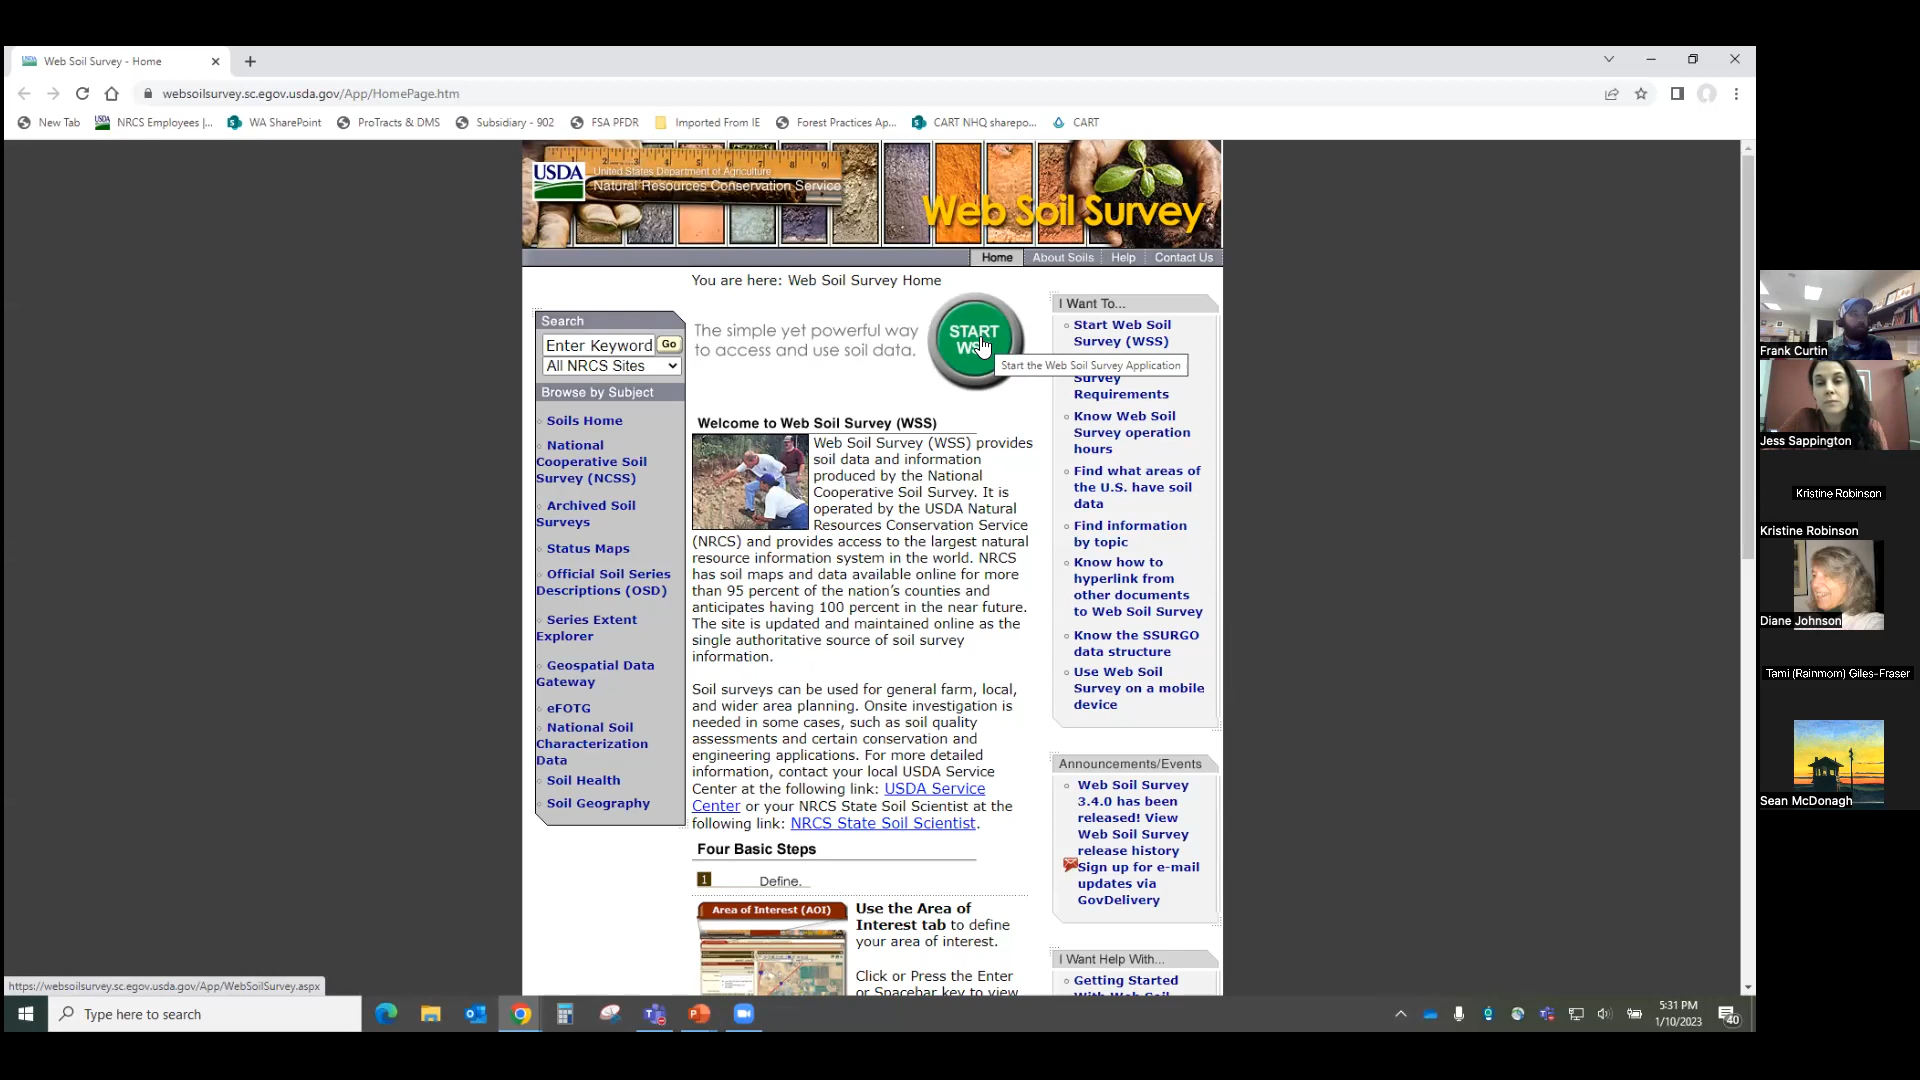 Web Soil Survey - Home
websoilsurvey.sc.egov.usda.gov/App/HomePage.htm
New Tab
NRCS Employees |...
WA SharePoint
ProTracts & DMS
Subsidiary - 902
FSA PFDR
Imported From IE
Forest Practices Ap...
CART NHQ sharepo...
CART
USDA
United States Department of Agriculture
Natural Resources Conservation Service
Web Soil Survey
Home
About Soils
Help
Contact Us
You are here: Web Soil Survey Home
Search
Enter Keyword
Go
All NRCS Sites
Browse by Subject
Soils Home
National
Cooperative Soil
Survey (NCSS)
Archived Soil
Surveys
Status Maps
Official Soil Series
Descriptions (OSD)
Series Extent
Explorer
Geospatial Data
Gateway
eFOTG
National Soil
Characterization
Data
Soil Health
Soil Geography
The simple yet powerful way
to access and use soil data.
START
Start the Web Soil Survey Application
Welcome to Web Soil Survey (WSS)
Web Soil Survey (WSS) provides
soil data and information
produced by the National
Cooperative Soil Survey. It is
operated by the USDA Natural
Resources Conservation Service
(NRCS) and provides access to the largest natural
resource information system in the world. NRCS
has soil maps and data available online for more
than 95 percent of the nation's counties and
anticipates having 100 percent in the near future.
The site is updated and maintained online as the
single authoritative source of soil survey
information.
Soil surveys can be used for general farm, local,
and wider area planning. Onsite investigation is
needed in some cases, such as soil quality
assessments and certain conservation and
engineering applications. For more detailed
information, contact your local USDA Service
Center at the following link: USDA Service
Center or your NRCS State Soil Scientist at the
following link: NRCS State Soil Scientist.
Four Basic Steps
1 Define.
Area of Interest (AOI)
Use the Area of
Interest tab to define
your area of interest.
Click or Press the Enter
or Spacebar key to view
I Want To...
Start Web Soil
Survey (WSS)
Survey
Requirements
Know Web Soil
Survey operation
hours
Find what areas of
the U.S. have soil
data
Find information
by topic
Know how to
hyperlink from
other documents
to Web Soil Survey
Know the SSURGO
data structure
Use Web Soil
Survey on a mobile
device
Announcements/Events
Web Soil Survey
3.4.0 has been
released! View
Web Soil Survey
release history
Sign up for e-mail
updates via
GovDelivery
I Want Help With...
Getting Started
With Web Soil
https://websoilsurvey.sc.egov.usda.gov/App/WebSoilSurvey.aspx
Type here to search
5:31 PM
1/10/2023
40
Frank Curtin
Jess Sappington
Kristine Robinson
Kristine Robinson
Diane Johnson
Tami (Rainmom) Giles-Fraser
Sean McDonagh